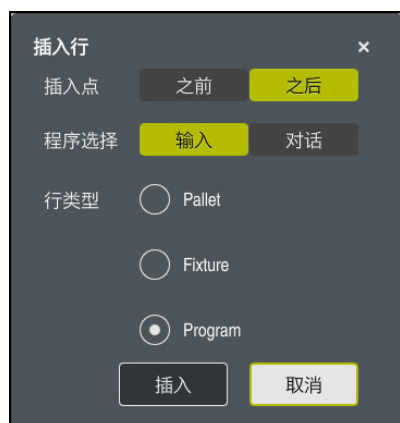 插入行 ×
插入点 之前 之后
程序选择 输入 对话
行类型 Pallet
Fixture
Program
插入 取消